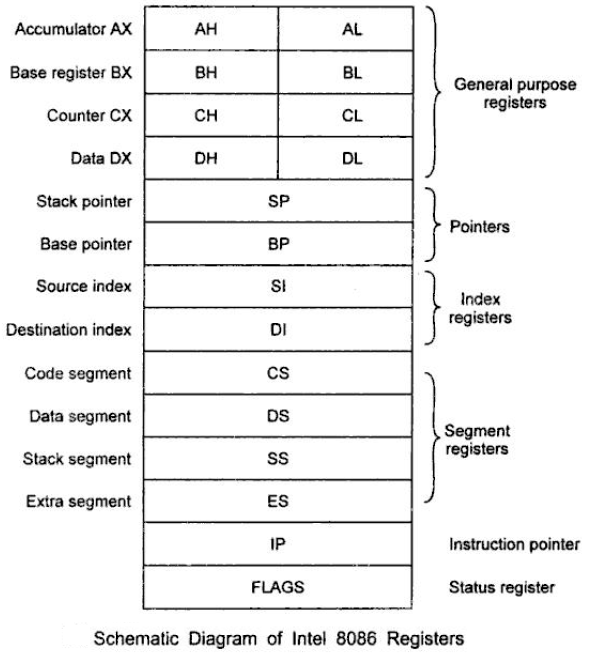 Accumulator AX AH AL
Base register BX BH BL
General purpose
registers
Counter CX CH CL
Data DX DH DL
Stack pointer SP
Pointers
Base pointer BP
Source index SI
Index
registers
Destination index DI
Code segment CS
Data segment DS
Segment
registers
Stack segment SS
Extra segment ES
IP Instruction pointer
FLAGS Status register
Schematic Diagram of Intel 8086 Registers